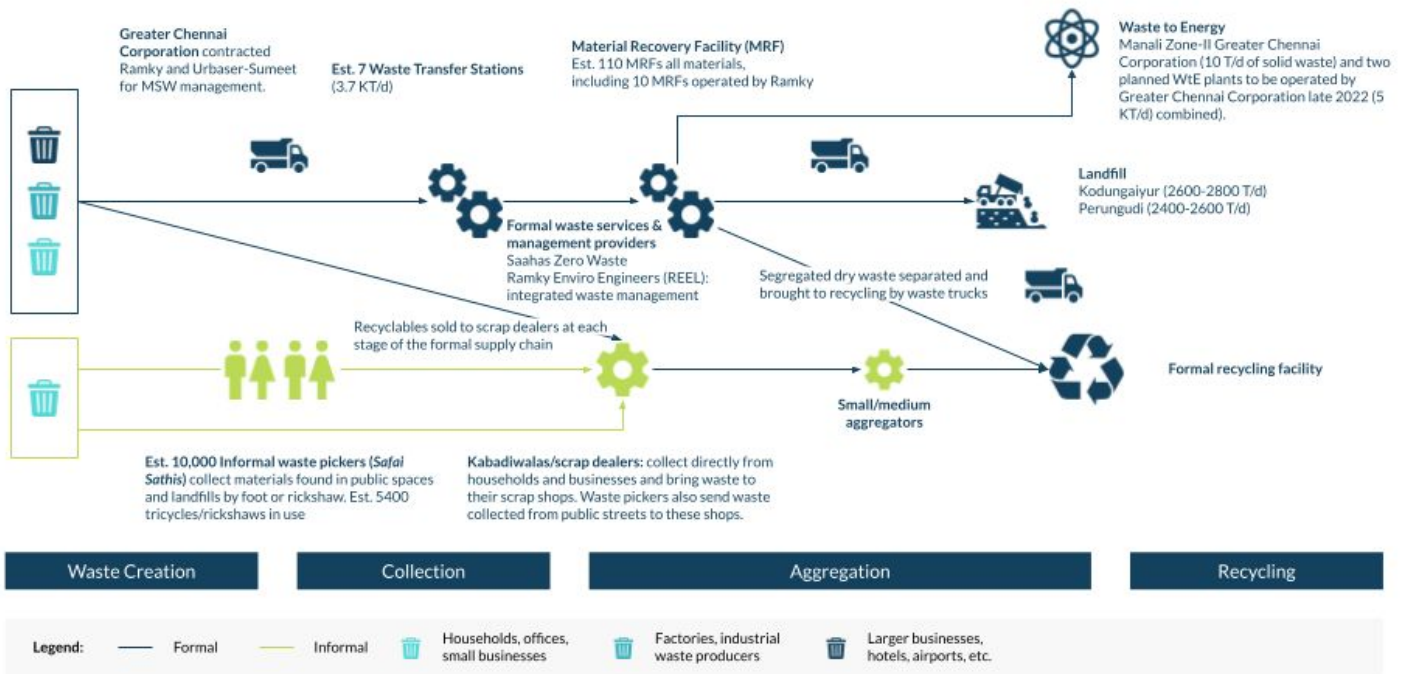 Greater Chennai
Corporation contracted
Ramky and Urbaser-Sumeet
for MSW management.
Est. 7 Waste Transfer Stations
(3.7 KT/d)
Material Recovery Facility (MRF)
Est. 110 MRFs all materials,
including 10 MRFs operated by Ramky
Waste to Energy
Manali Zone-II Greater Chennai
Corporation (10 T/d of solid waste) and two
planned WtE plants to be operated by
Greater Chennai Corporation late 2022 (5
KT/d) combined).
Landfill
Kodungaiyur (2600-2800 T/d)
Perungudi (2400-2600 T/d)
Formal waste services &
management providers
Saahas Zero Waste
Ramky Enviro Engineers (REEL):
integrated waste management
Segregated dry waste separated and
brought to recycling by waste trucks
Recyclables sold to scrap dealers at each
stage of the formal supply chain
Formal recycling facility
Small/medium
aggregators
Est. 10,000 Informal waste pickers (Safai
Sathis) collect materials found in public spaces
and landfills by foot or rickshaw. Est. 5400
tricycles/rickshaws in use
Kabadiwalas/scrap dealers: collect directly from
households and businesses and bring waste to
their scrap shops. Waste pickers also send waste
collected from public streets to these shops.
Waste Creation
Collection
Aggregation
Recycling
Legend:
Formal
Informal
Households, offices,
small businesses
Factories, industrial
waste producers
Larger businesses,
hotels, airports, etc.